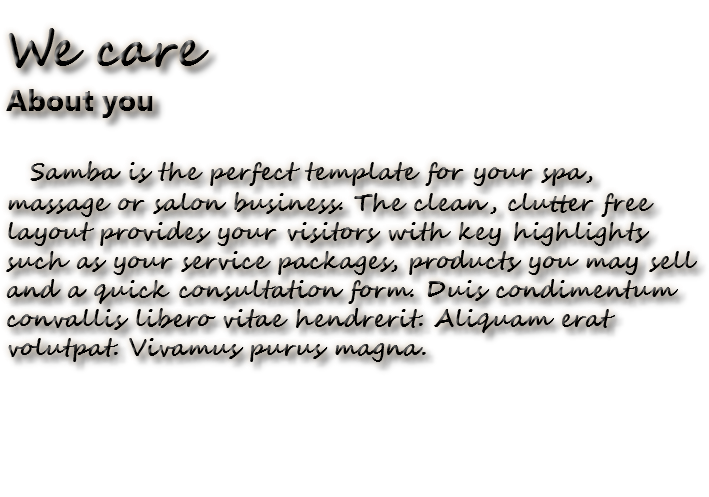 We care
About you
Samba is the perfect template for your spa,
massage or salon business. The clean, clutter free
layout provides your visitors with key highlights
such as your service packages, products you may sell
and a quick consultation form. Duis condimentum
convallis libero vitae hendrerit. Aliquam erat
volutpat. Vivamus purus magna.